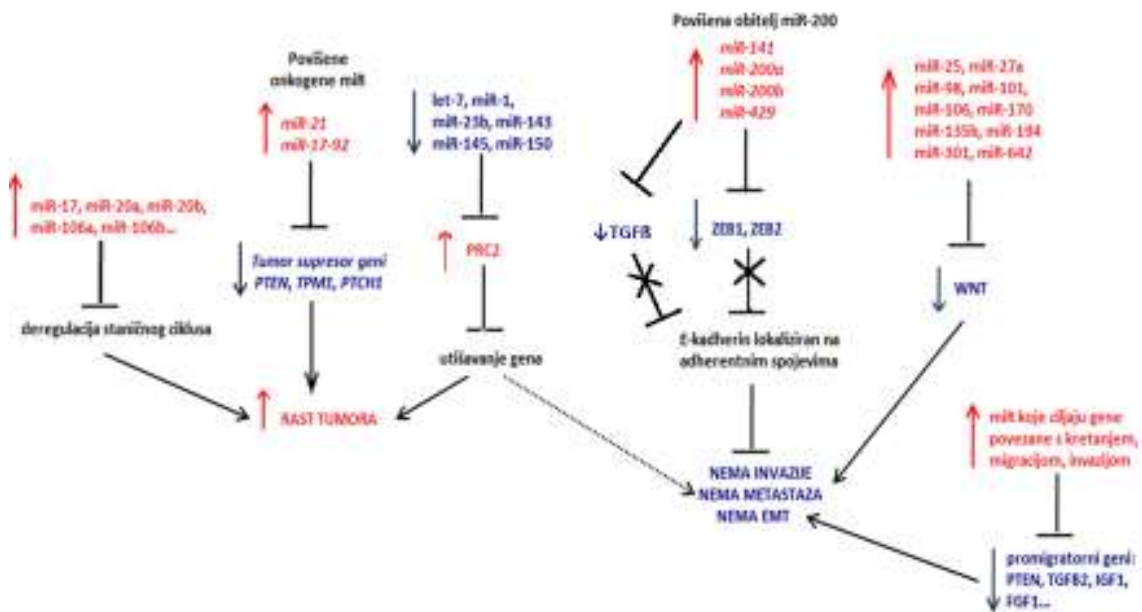 Povišena obitelj miR-200
miR-141
miR-200a
miR-200b
miR-429
miR-25, miR-27a
miR-98, miR-101,
miR-106, miR-170
miR-135b, miR-194
miR-301, miR-642
Povišene
onkogene miR
miR-21
miR-17-92
let-7, miR-1,
miR-23b, miR-143
miR-145, miR-150
miR-17, miR-20a, miR-20b,
miR-106a, miR-106b...
Tumor supresor geni
PTEN, TPM1, PTCH1
PRC2
TGFß
ZEB1, ZEB2
WNT
deregulacija staničnog ciklusa
utišavanje gena
E-kadherin lokaliziran na
adherentnim spojevima
RAST TUMORA
miR koje ciljaju gene
povezane s kretanjem,
migracijom, invazijom
NEMA INVAZIJE
NEMA METASTAZA
NEMA EMT
promigratorni geni:
PTEN, TGFB2, IGF1,
FGF1...